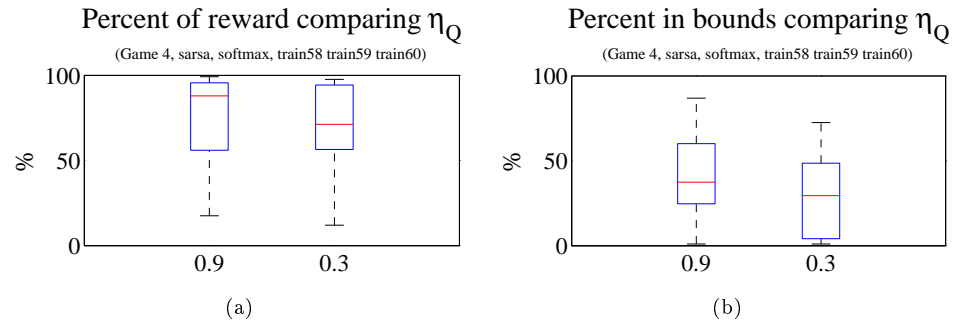 Percent of reward comparing ηQ
(Game 4, sarsa, softmax, train58 train59 train60)
100
50
0
%
0.9 0.3
(a)
Percent in bounds comparing ηQ
(Game 4, sarsa, softmax, train58 train59 train60)
100
50
0
%
0.9 0.3
(b)